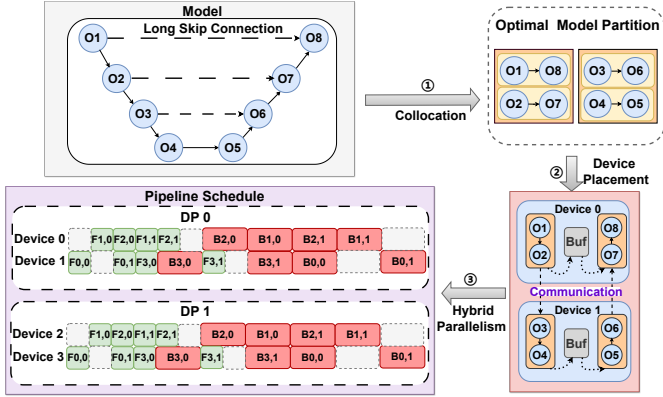 Model
Long Skip Connection
O1
O8
O2
O7
O3
O6
O4
O5
①
Collocation
Optimal Model Partition
O1
O8
O3
O6
O2
O7
O4
O5
②
Device
Placement
Device 0
O1
O8
Buf
O2
O7
Communication
Device 1
O3
O6
Buf
O4
O5
③
Hybrid
Parallelism
Pipeline Schedule
DP 0
Device 0 F1,0 F2,0 F1,1 F2,1 B2,0 B1,0 B2,1 B1,1
Device 1 F0,0 F0,1 F3,0 B3,0 F3,1 B3,1 B0,0 B0,1
DP 1
Device 2 F1,0 F2,0 F1,1 F2,1 B2,0 B1,0 B2,1 B1,1
Device 3 F0,0 F0,1 F3,0 B3,0 F3,1 B3,1 B0,0 B0,1